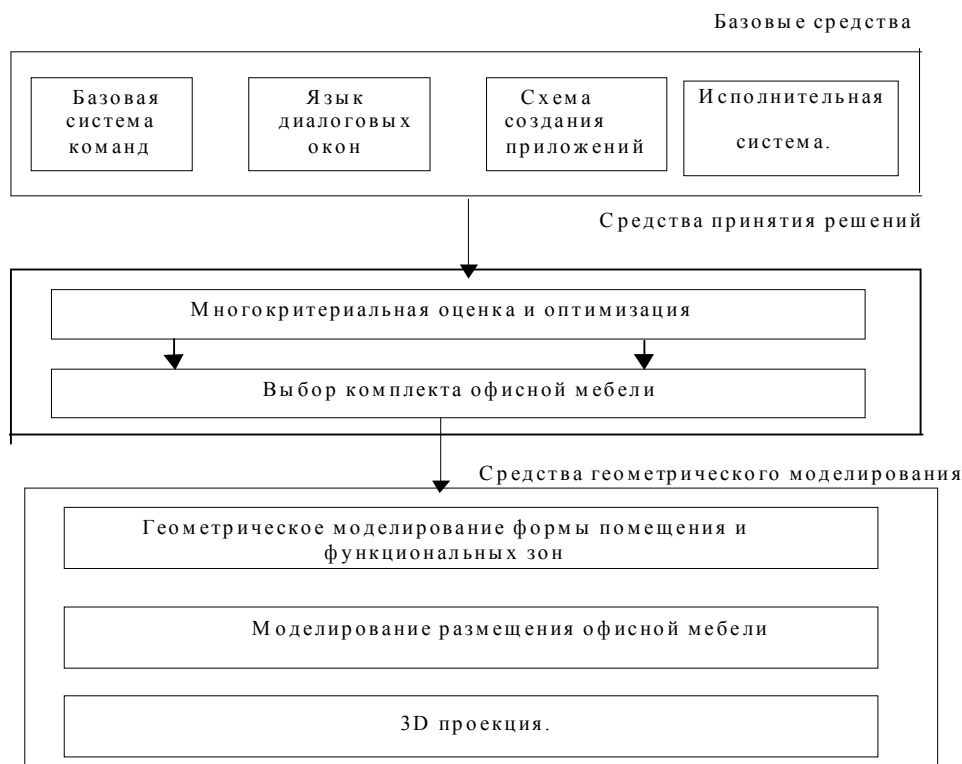 Базовые средства
Базовая
система
команд
Язык
диалоговых
окон
Схема
создания
приложений
Исполнительная
система.
Средства принятия решений
Многокритериальная оценка и оптимизация
Выбор комплекта офисной мебели
Средства геометрического моделирования
Геометрическое моделирование формы помещения и
функциональных зон
Моделирование размещения офисной мебели
3D проекция.